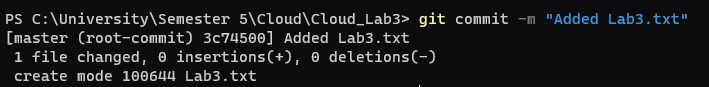 PS C:\University\Semester 5\Cloud\Cloud_Lab3> git commit -m "Added Lab3.txt"
[master (root-commit) 3c74500] Added Lab3.txt
 1 file changed, 0 insertions(+), 0 deletions(-)
 create mode 100644 Lab3.txt